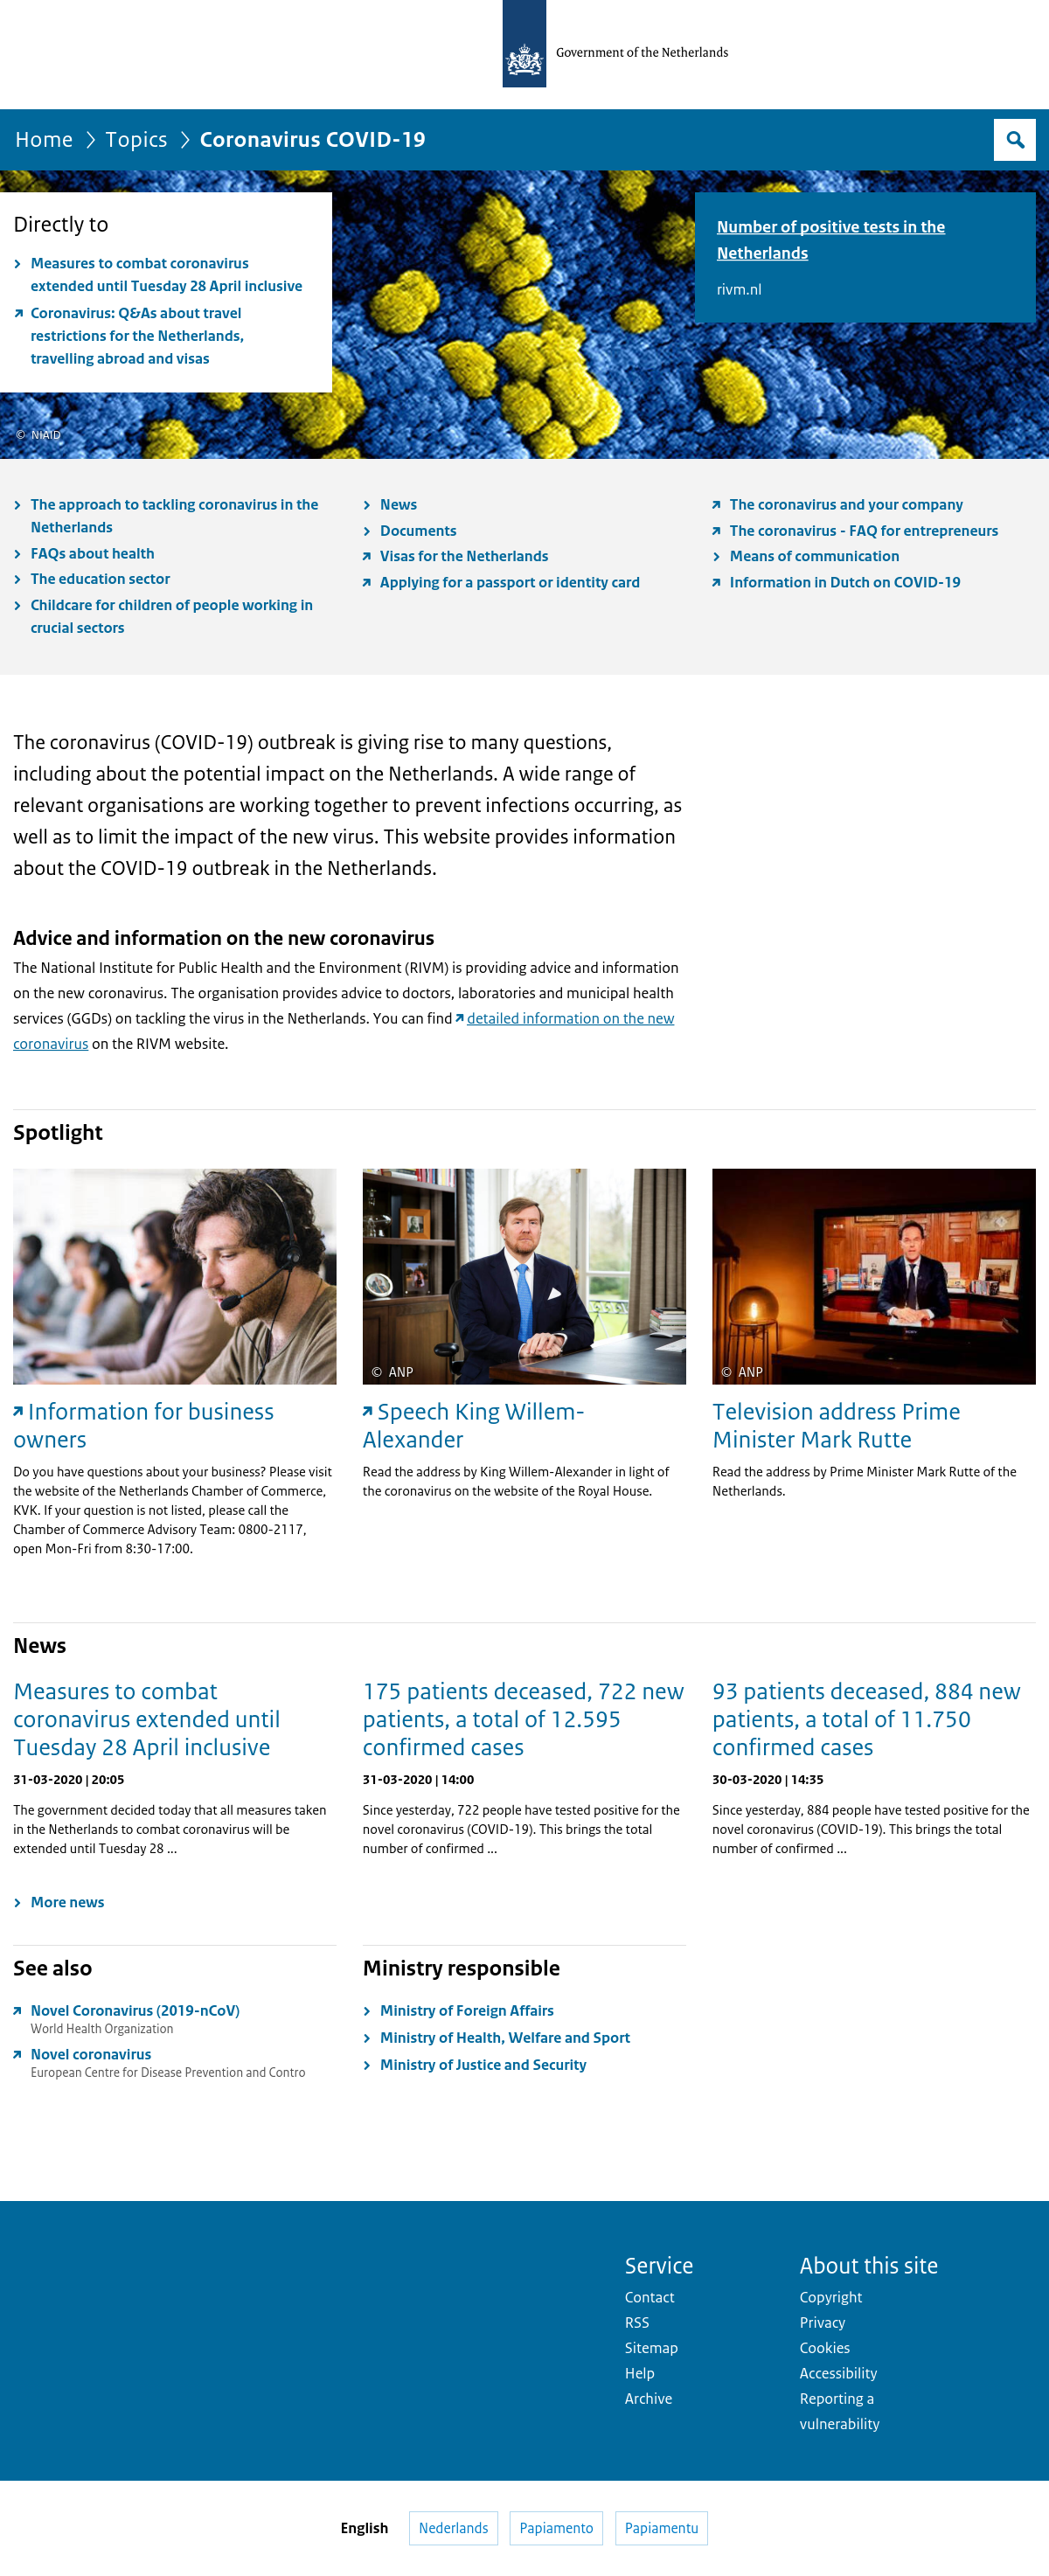 Government of the Netherlands
Home > Topics > Coronavirus COVID-19
Directly to
Measures to combat coronavirus
extended until Tuesday 28 April inclusive
Coronavirus: Q&As about travel
restrictions for the Netherlands,
travelling abroad and visas
Number of positive tests in the
Netherlands
rivm.nl
© NIAID
The approach to tackling coronavirus in the
Netherlands
FAQs about health
The education sector
Childcare for children of people working in
crucial sectors
News
Documents
Visas for the Netherlands
Applying for a passport or identity card
The coronavirus and your company
The coronavirus - FAQ for entrepreneurs
Means of communication
Information in Dutch on COVID-19
The coronavirus (COVID-19) outbreak is giving rise to many questions,
including about the potential impact on the Netherlands. A wide range of
relevant organisations are working together to prevent infections occurring, as
well as to limit the impact of the new virus. This website provides information
about the COVID-19 outbreak in the Netherlands.
Advice and information on the new coronavirus
The National Institute for Public Health and the Environment (RIVM) is providing advice and information
on the new coronavirus. The organisation provides advice to doctors, laboratories and municipal health
services (GGDs) on tackling the virus in the Netherlands. You can find detailed information on the new
coronavirus on the RIVM website.
Spotlight
© ANP
© ANP
Information for business
owners
Do you have questions about your business? Please visit
the website of the Netherlands Chamber of Commerce,
KVK. If your question is not listed, please call the
Chamber of Commerce Advisory Team: 0800-2117,
open Mon-Fri from 8:30-17:00.
Speech King Willem-
Alexander
Read the address by King Willem-Alexander in light of
the coronavirus on the website of the Royal House.
Television address Prime
Minister Mark Rutte
Read the address by Prime Minister Mark Rutte of the
Netherlands.
News
Measures to combat
coronavirus extended until
Tuesday 28 April inclusive
31-03-2020 | 20:05
The government decided today that all measures taken
in the Netherlands to combat coronavirus will be
extended until Tuesday 28 ...
175 patients deceased, 722 new
patients, a total of 12.595
confirmed cases
31-03-2020 | 14:00
Since yesterday, 722 people have tested positive for the
novel coronavirus (COVID-19). This brings the total
number of confirmed ...
93 patients deceased, 884 new
patients, a total of 11.750
confirmed cases
30-03-2020 | 14:35
Since yesterday, 884 people have tested positive for the
novel coronavirus (COVID-19). This brings the total
number of confirmed ...
More news
See also
Novel Coronavirus (2019-nCoV)
World Health Organization
Novel coronavirus
European Centre for Disease Prevention and Contro
Ministry responsible
Ministry of Foreign Affairs
Ministry of Health, Welfare and Sport
Ministry of Justice and Security
Service
Contact
RSS
Sitemap
Help
Archive
About this site
Copyright
Privacy
Cookies
Accessibility
Reporting a
vulnerability
English Nederlands Papiamento Papiamentu